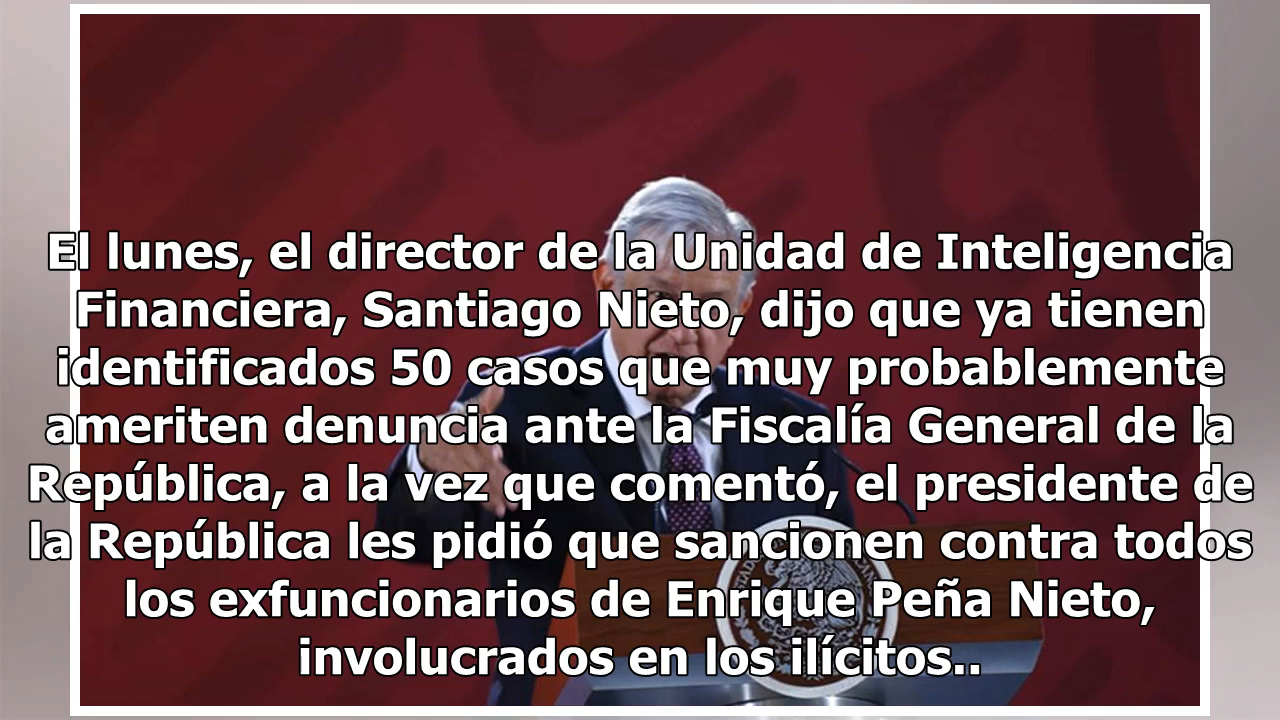 El lunes, el director de la Unidad de Inteligencia
Financiera, Santiago Nieto, dijo que ya tienen
identificados 50 casos que muy probablemente
ameriten denuncia ante la Fiscalía General de la
República, a la vez que comentó, el presidente de
la República les pidió que sancionen contra todos
los exfuncionarios de Enrique Peña Nieto,
involucrados en los ilícitos..